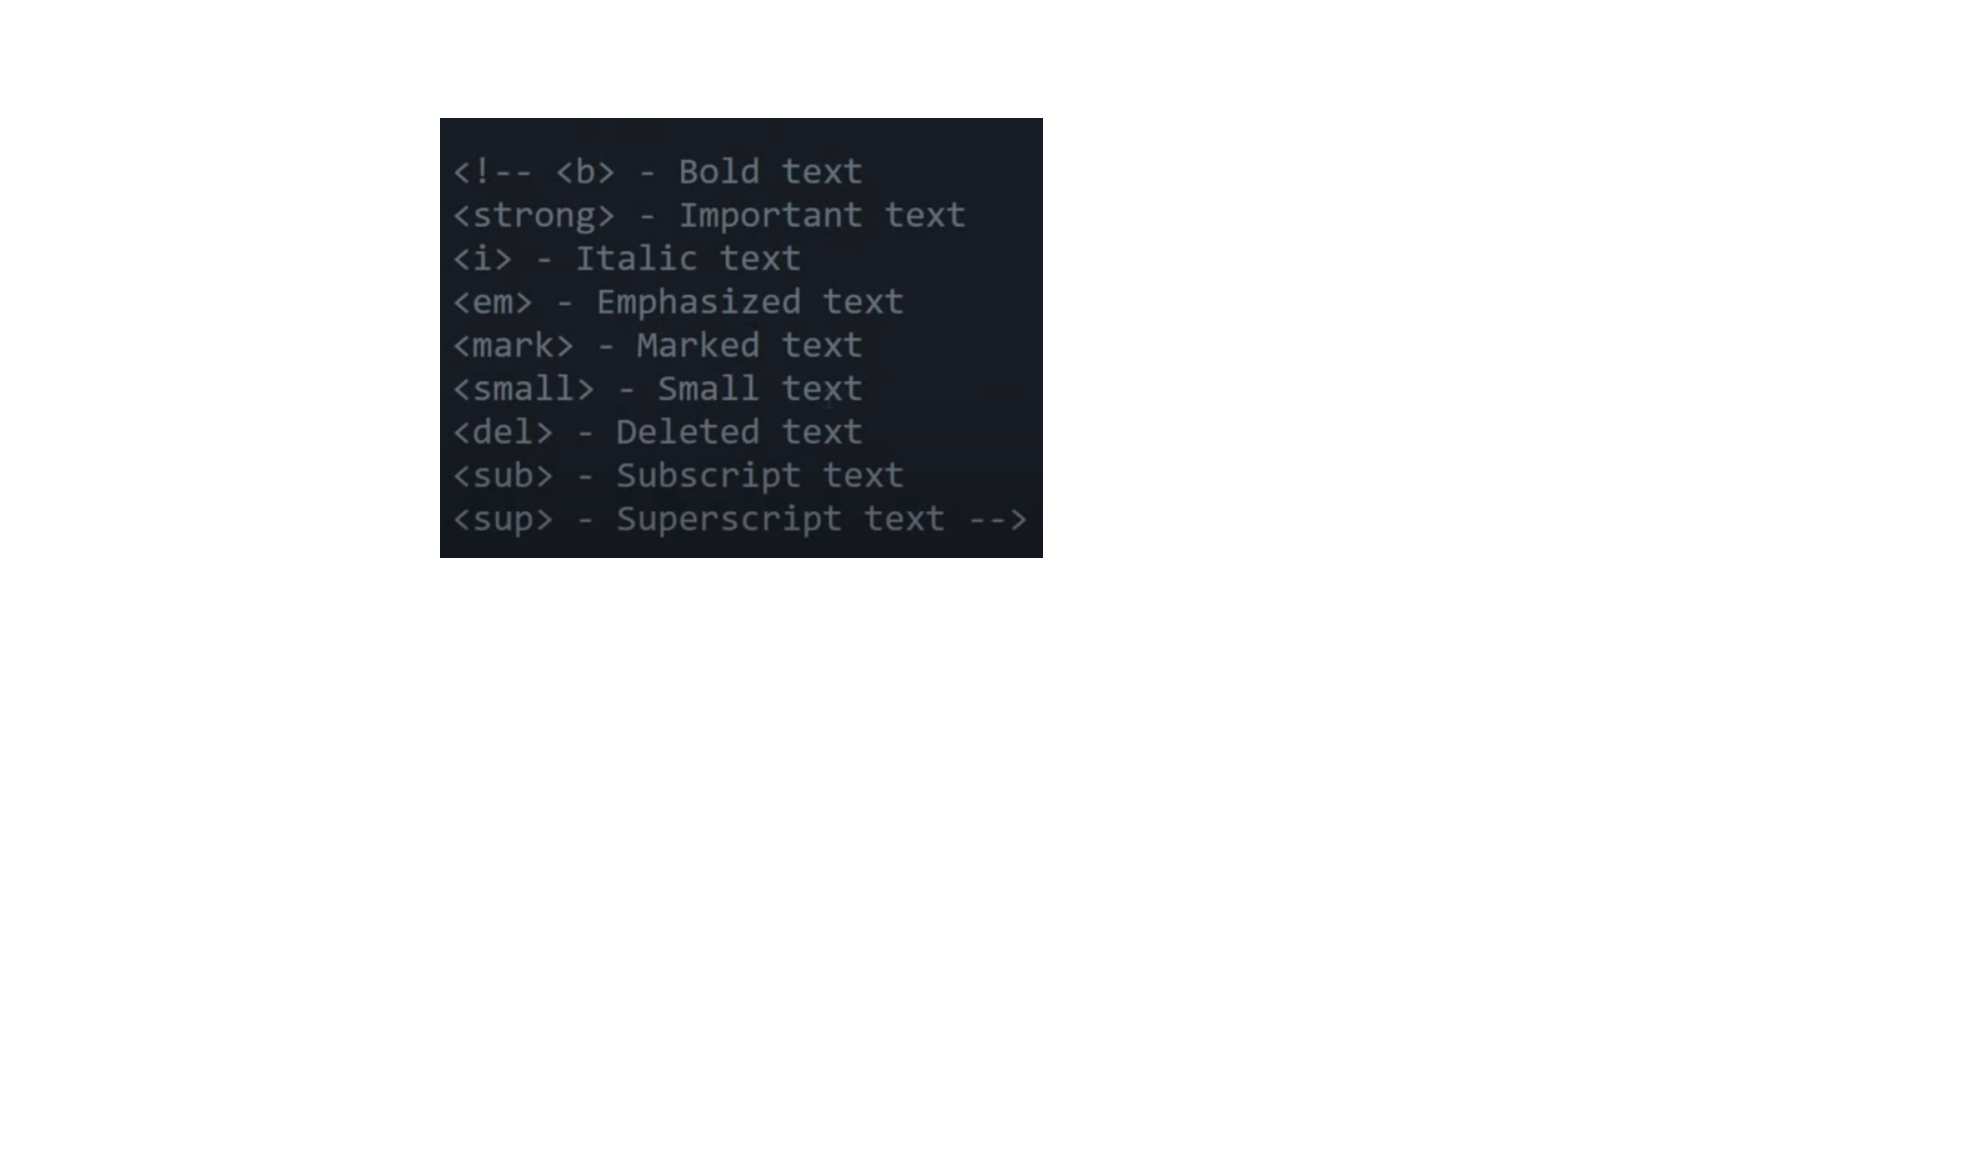 <!-- <b> - Bold text
<strong> - Important text
<i> - Italic text
<em> - Emphasized text
<mark> - Marked text
<small> - Small text
<del> - Deleted text
<sub> - Subscript text
<sup> - Superscript text -->